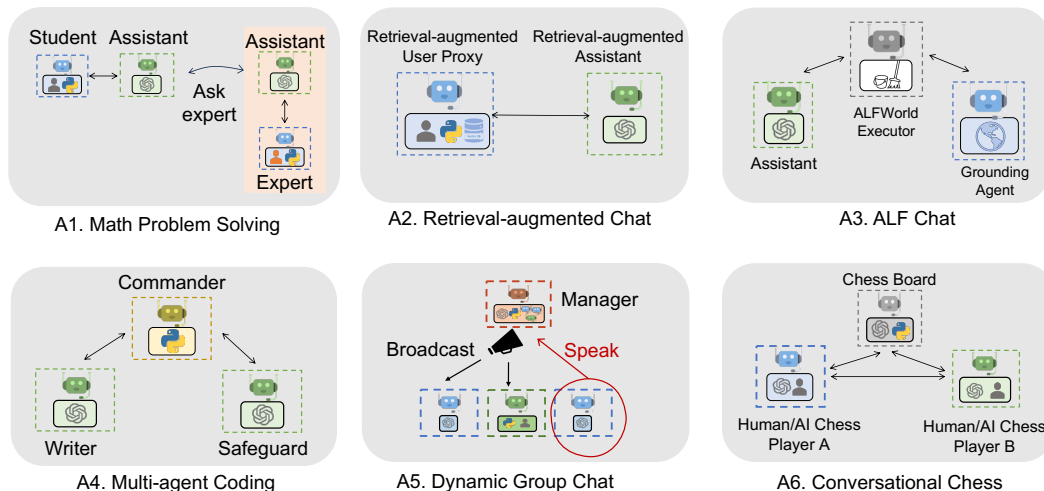 Student Assistant
Assistant
Ask
expert
Expert
A1. Math Problem Solving
Retrieval-augmented
User Proxy
Retrieval-augmented
Assistant
A2. Retrieval-augmented Chat
ALFWorld
Executor
Assistant
Grounding
Agent
A3. ALF Chat
Commander
Writer
Safeguard
A4. Multi-agent Coding
Manager
Broadcast
Speak
A5. Dynamic Group Chat
Chess Board
Human/AI Chess
Player A
Human/AI Chess
Player B
A6. Conversational Chess